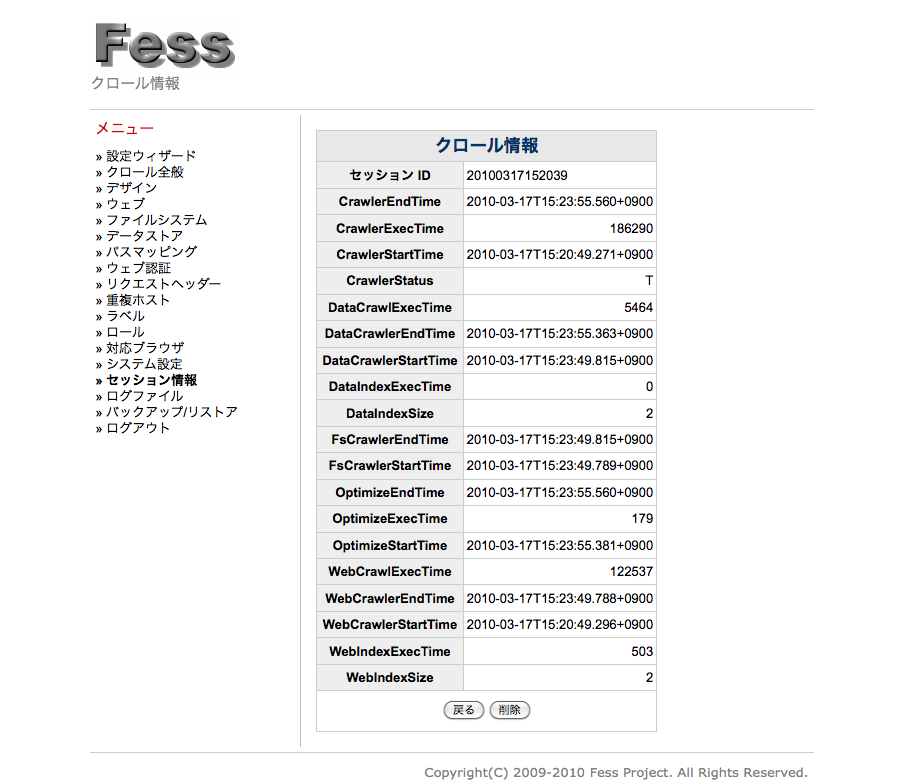 Fess
クロール情報
メニュー
» 設定ウィザード
» クロール全般
» デザイン
» ウェブ
» ファイルシステム
» データストア
» パスマッピング
» ウェブ認証
» リクエストヘッダー
» 重複ホスト
» ラベル
» ロール
» 対応ブラウザ
» システム設定
» セッション情報
» ログファイル
» バックアップ/リストア
» ログアウト
クロール情報
セッション ID 20100317152039
CrawlerEndTime 2010-03-17T15:23:55.560+0900
CrawlerExecTime 186290
CrawlerStartTime 2010-03-17T15:20:49.271+0900
CrawlerStatus T
DataCrawlExecTime 5464
DataCrawlerEndTime 2010-03-17T15:23:55.363+0900
DataCrawlerStartTime 2010-03-17T15:23:49.815+0900
DataIndexExecTime 0
DataIndexSize 2
FsCrawlerEndTime 2010-03-17T15:23:49.815+0900
FsCrawlerStartTime 2010-03-17T15:23:49.789+0900
OptimizeEndTime 2010-03-17T15:23:55.560+0900
OptimizeExecTime 179
OptimizeStartTime 2010-03-17T15:23:55.381+0900
WebCrawlExecTime 122537
WebCrawlerEndTime 2010-03-17T15:23:49.788+0900
WebCrawlerStartTime 2010-03-17T15:20:49.296+0900
WebIndexExecTime 503
WebIndexSize 2
戻る 削除
Copyright(C) 2009-2010 Fess Project. All Rights Reserved.